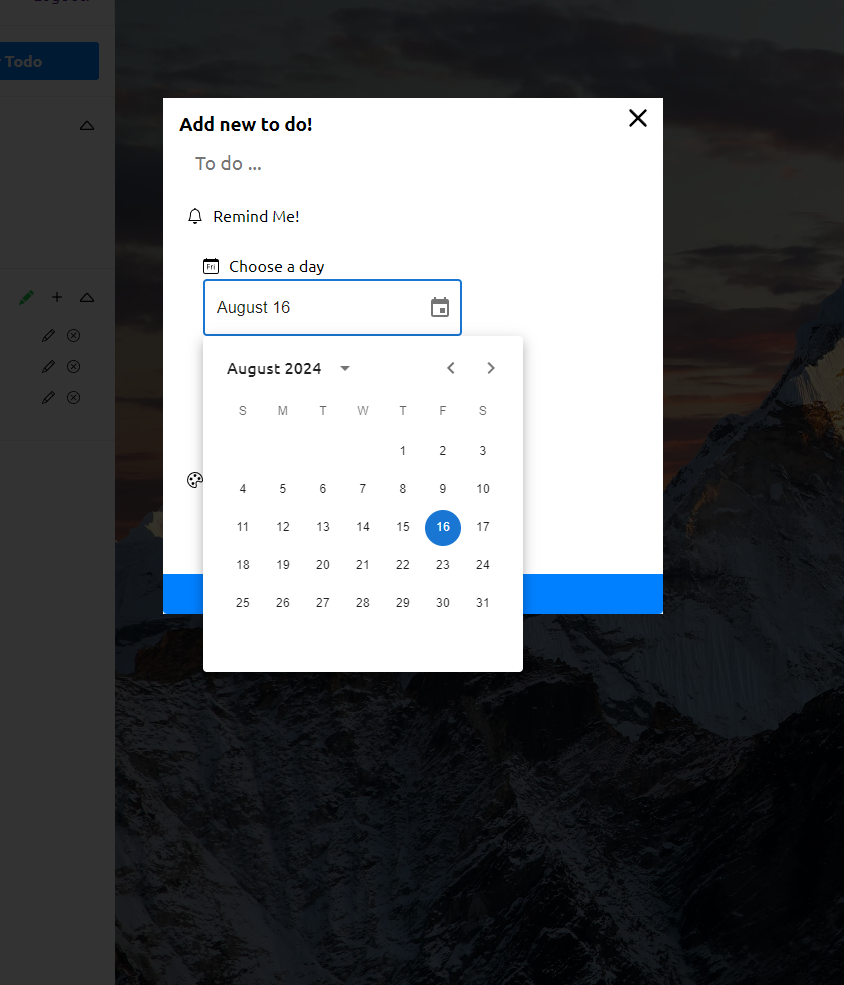 Todo
Add new to do!
To do ...
Remind Me!
Fri Choose a day
August 16
August 2024
S M T W T F S
1 2 3
4 5 6 7 8 9 10
11 12 13 14 15 16 17
18 19 20 21 22 23 24
25 26 27 28 29 30 31